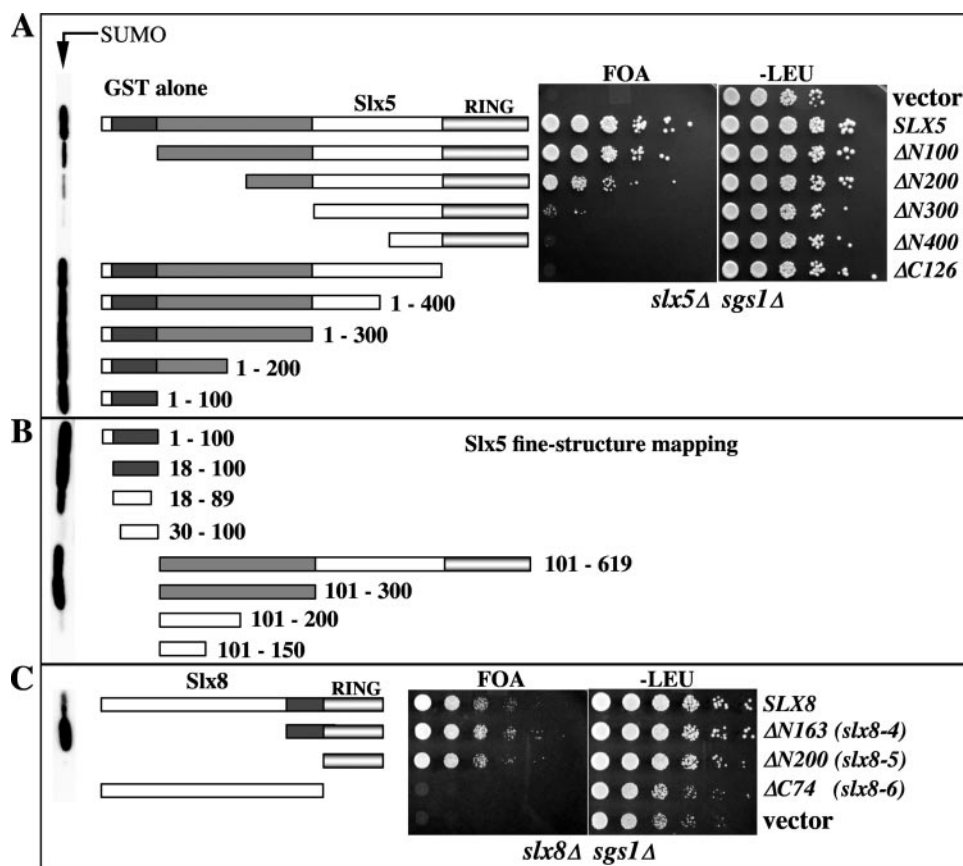 A
SUMO
GST alone
Slx5
RING
FOA
-LEU
vector
SLX5
ΔN100
ΔN200
ΔN300
ΔN400
ΔC126
slx5Δ sgs1Δ
1 - 400
1 - 300
1 - 200
1 - 100
B
Slx5 fine-structure mapping
1 - 100
18 - 100
18 - 89
30 - 100
101 - 619
101 - 300
101 - 200
101 - 150
C
Slx8
RING
FOA
-LEU
SLX8
ΔN163 (slx8-4)
ΔN200 (slx8-5)
ΔC74 (slx8-6)
vector
slx8Δ sgs1Δ